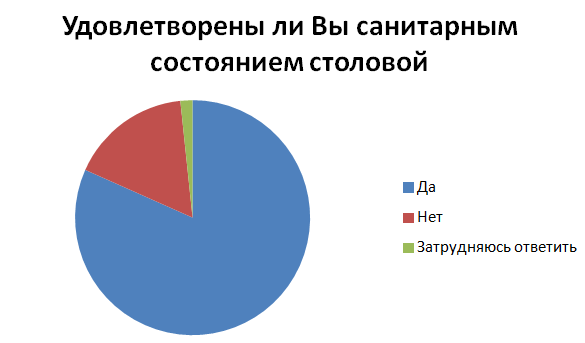 Удовлетворены ли Вы санитарным
состоянием столовой
Да
Нет
Затрудняюсь ответить